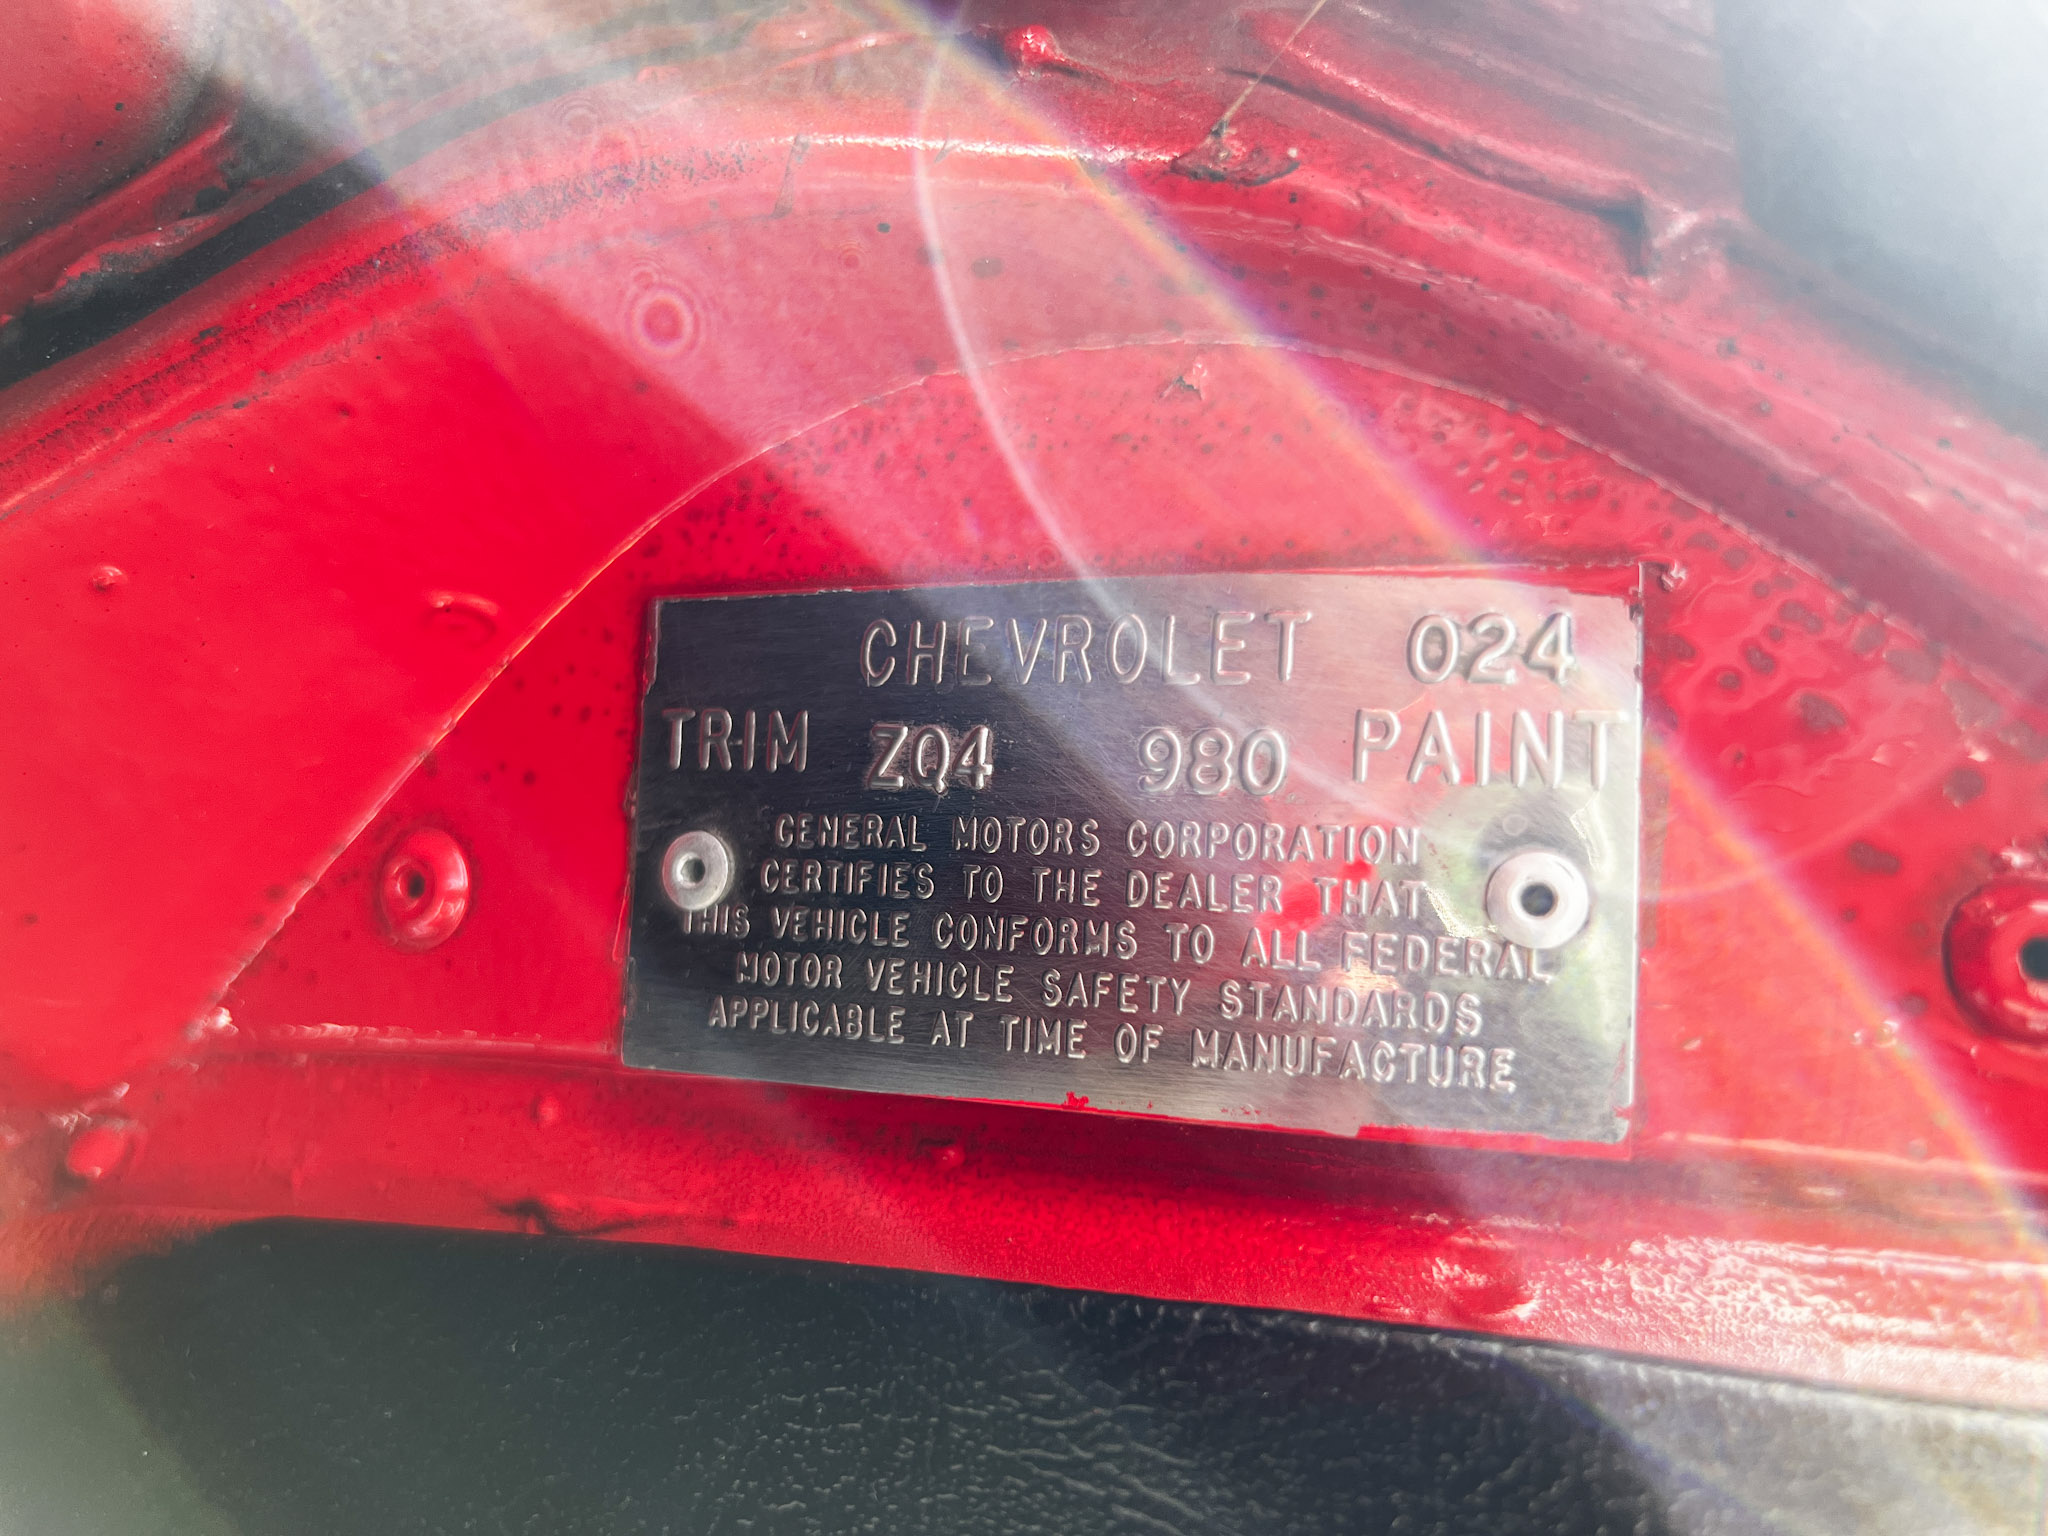 CHEVROLET 024
TRIM ZQ4 980 PAINT
GENERAL MOTORS CORPORATION
CERTIFIES TO THE DEALER THAT
THIS VEHICLE CONFORMS TO ALL FEDERAL
MOTOR VEHICLE SAFETY STANDARDS
APPLICABLE AT TIME OF MANUFACTURE